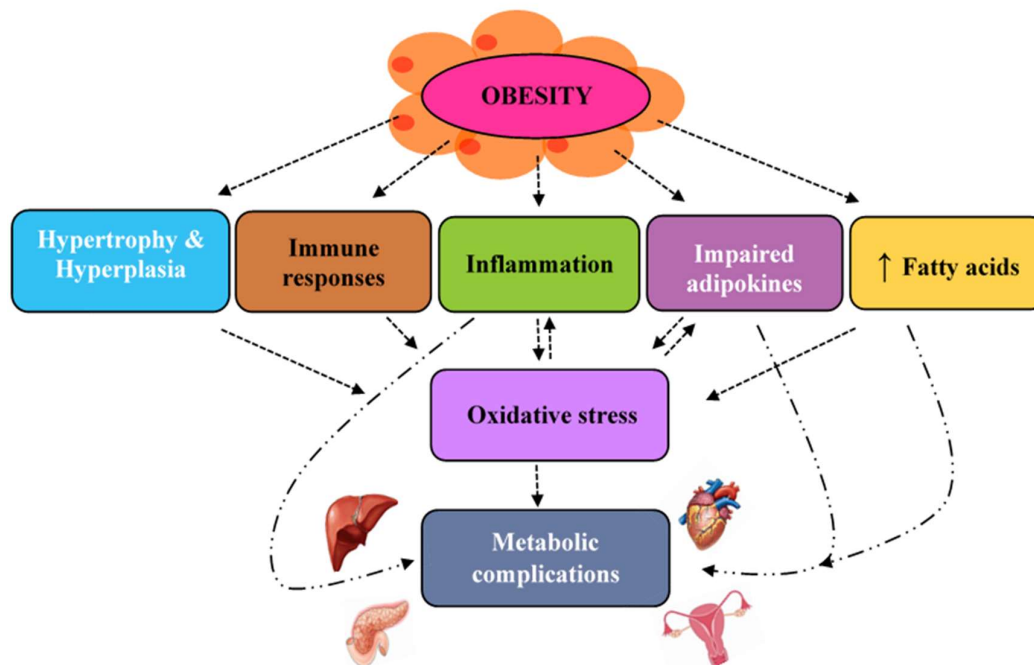 OBESITY
Hypertrophy &
Hyperplasia
Immune
responses
Inflammation
Impaired
adipokines
↑ Fatty acids
Oxidative stress
Metabolic
complications